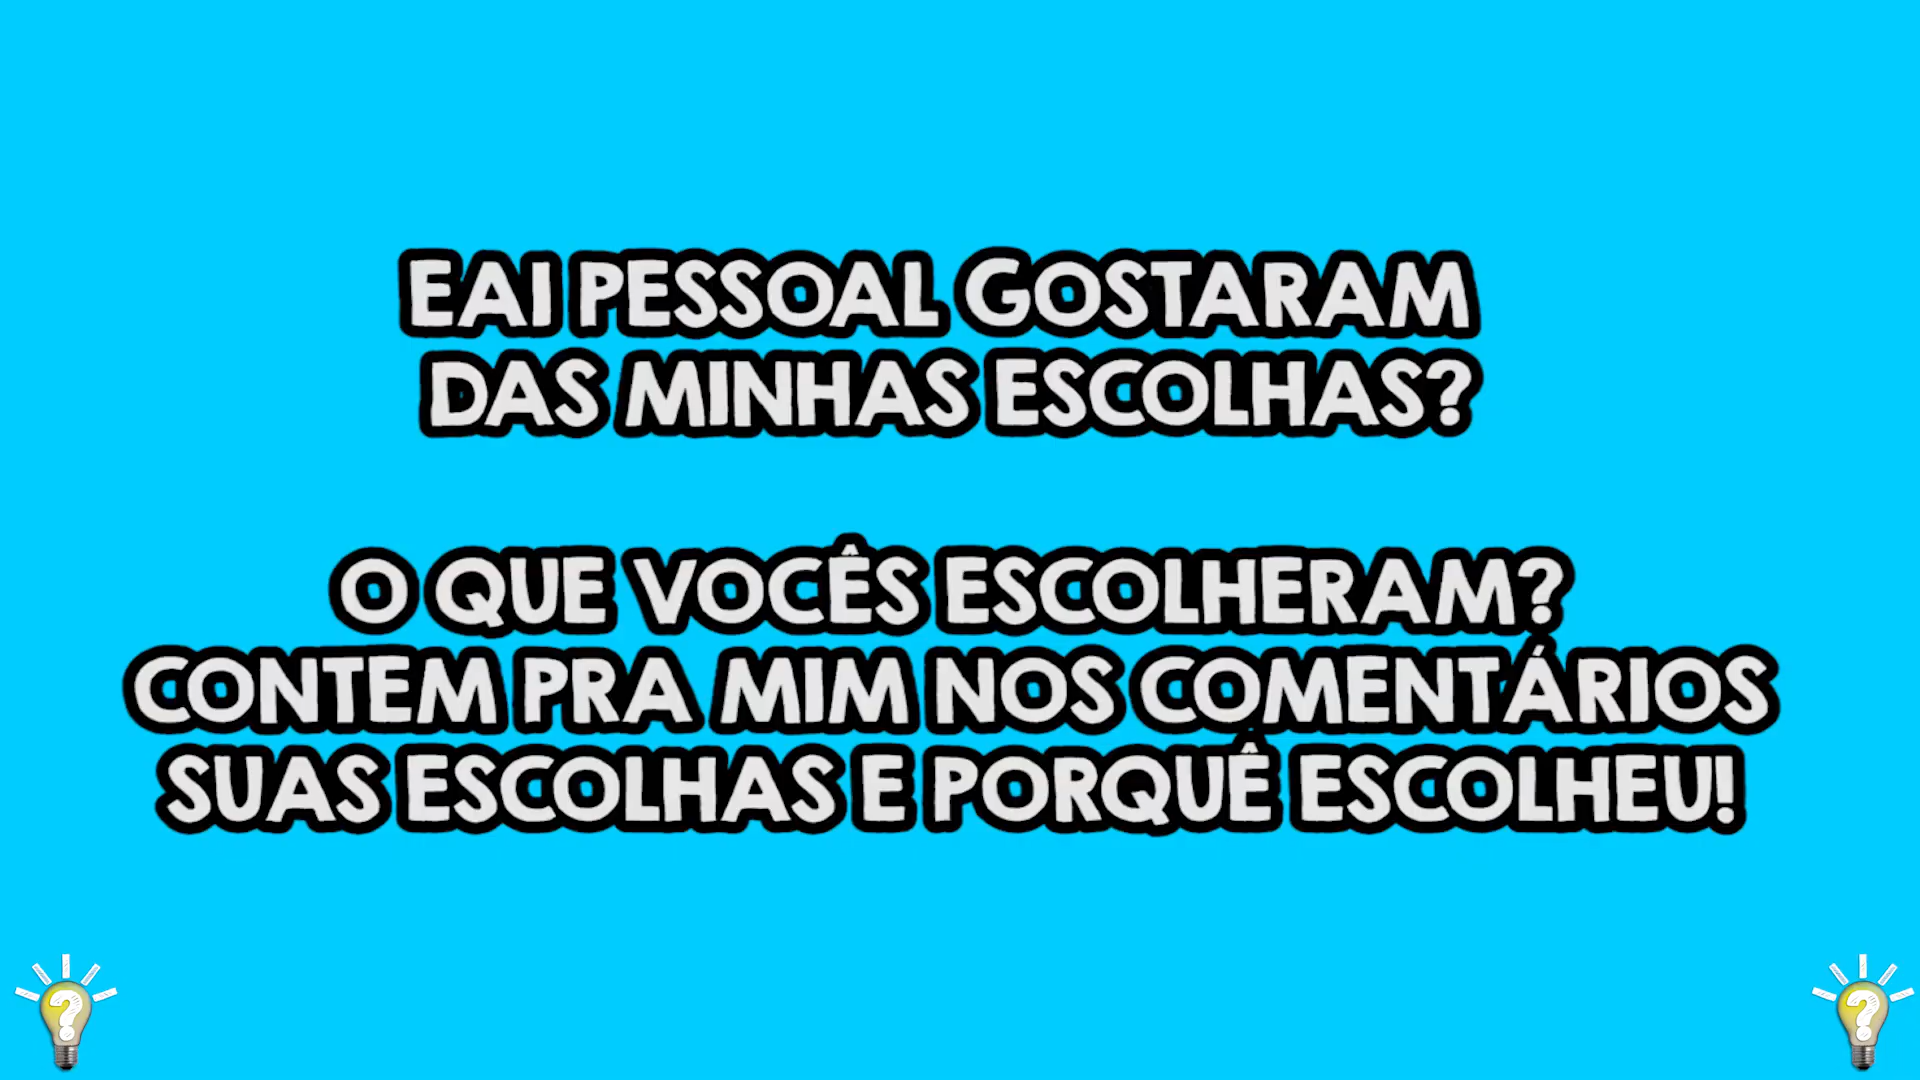 EAI PESSOAL GOSTARAM
DAS MINHAS ESCOLHAS?
O QUE VOCÊS ESCOLHERAM?
CONTEM PRA MIM NOS COMENTÁRIOS
SUAS ESCOLHAS E PORQUÊ ESCOLHEU!